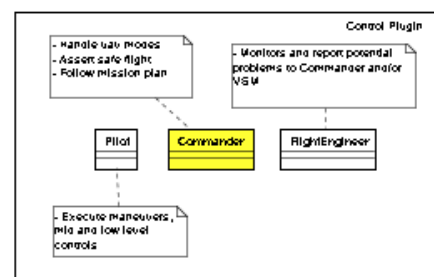 Control Plugin
- Handle uav modes
- Assert safe flight
- Follow mission plan
- Monitors and report potential
problems to Commander and/or
VSM
Pilot
Commander
FlightEngineer
- Execute maneuvers,
mid and low level
controls